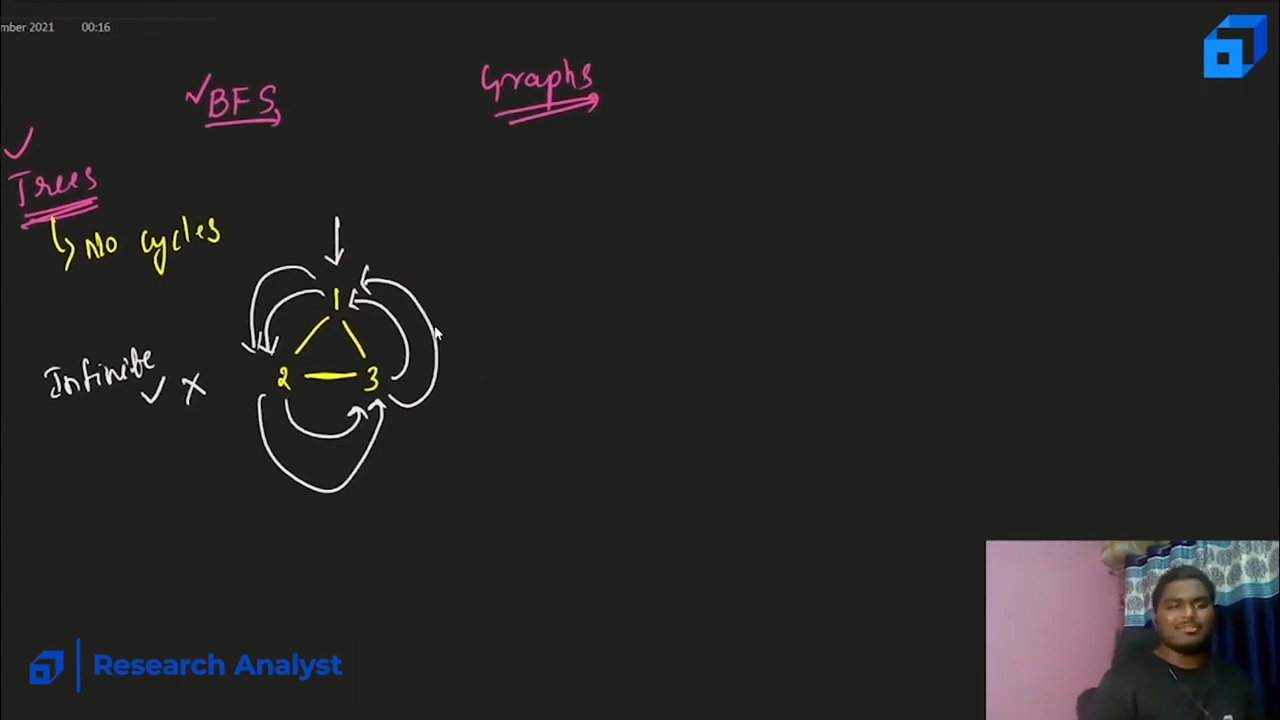 mber 2021 00:16
BFS
Graphs
Trees
No cycles
1
Infinite
2 3
Research Analyst